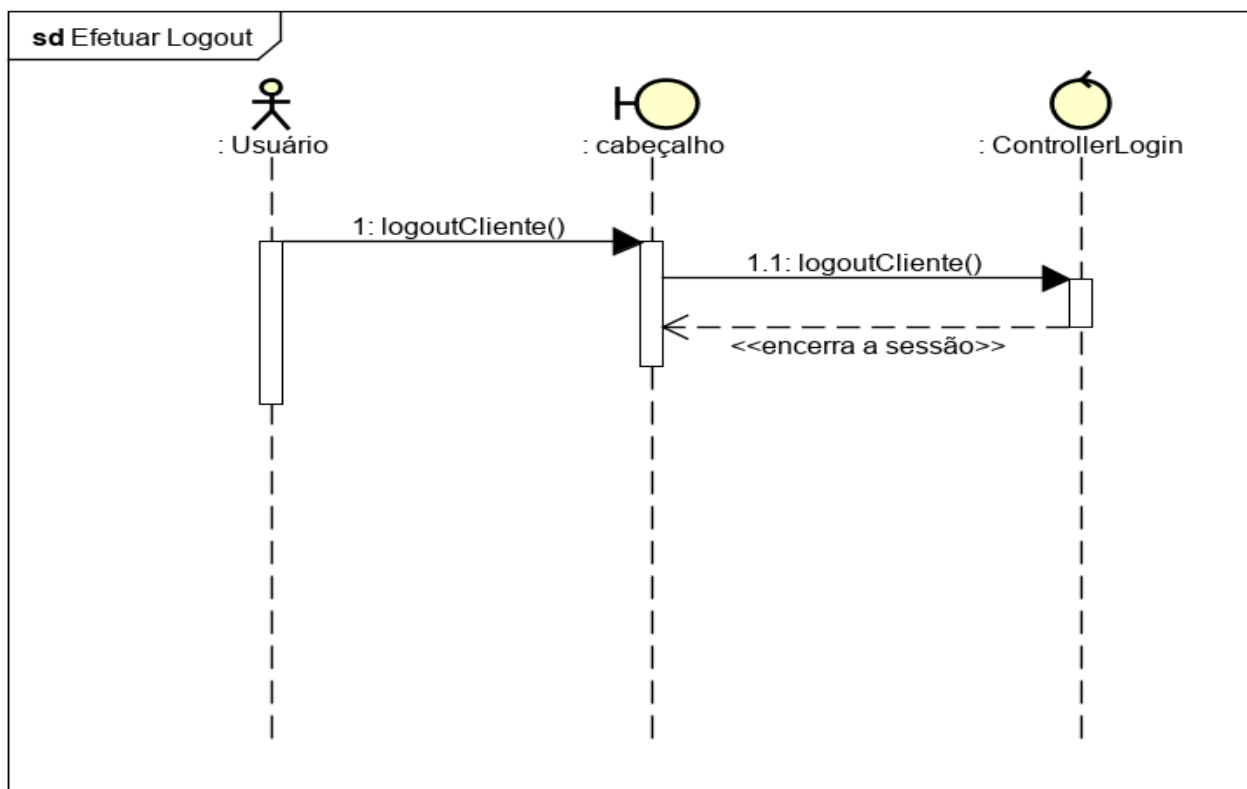 sd Efetuar Logout
: Usuário
: cabeçalho
: ControllerLogin
1: logoutCliente()
1.1: logoutCliente()
<<encerra a sessão>>